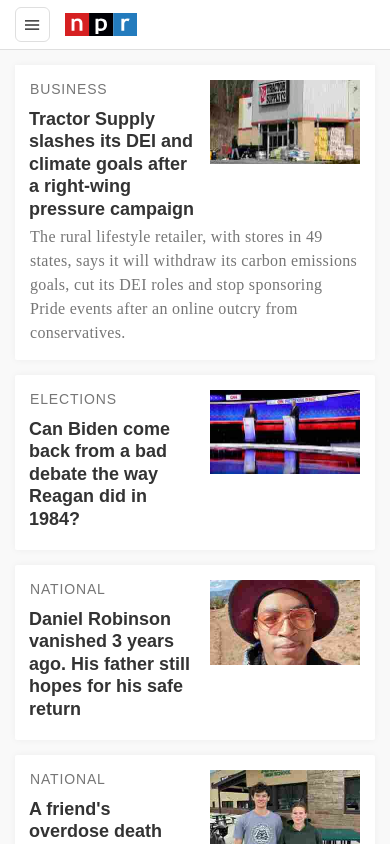 npr
BUSINESS
Tractor Supply
slashes its DEI and
climate goals after
a right-wing
pressure campaign
TRACTOR
SUPPLY CO
The rural lifestyle retailer, with stores in 49
states, says it will withdraw its carbon emissions
goals, cut its DEI roles and stop sponsoring
Pride events after an online outcry from
conservatives.
ELECTIONS
Can Biden come
back from a bad
debate the way
Reagan did in
1984?
NATIONAL
Daniel Robinson
vanished 3 years
ago. His father still
hopes for his safe
return
NATIONAL
A friend's
overdose death